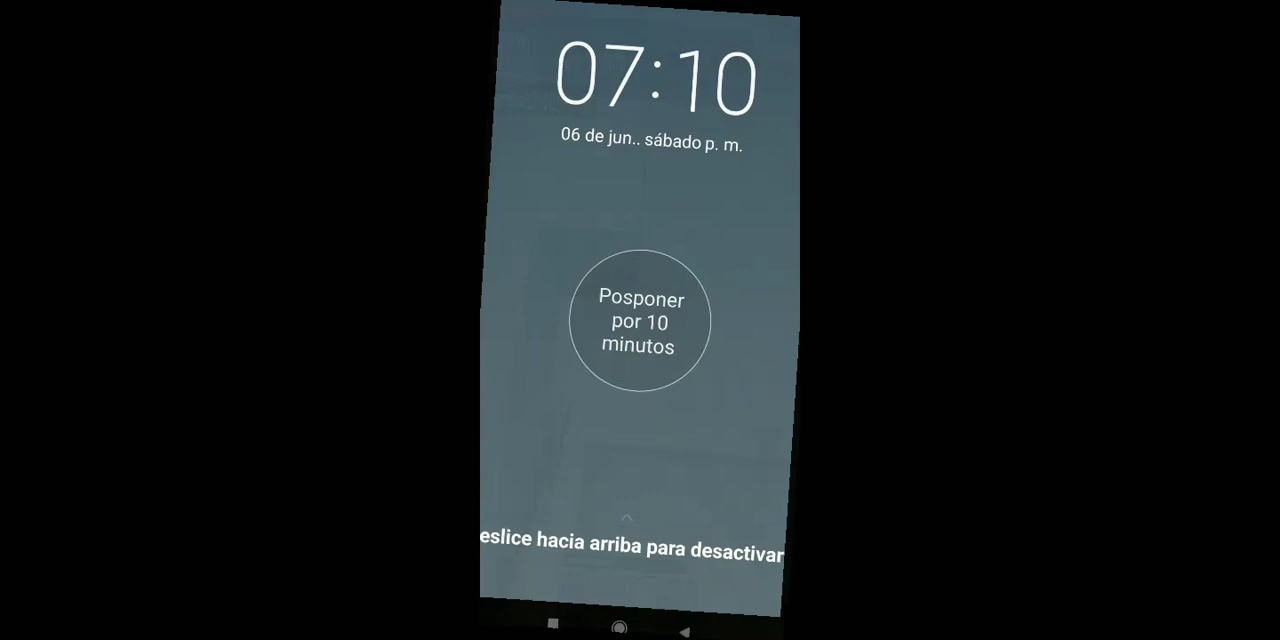 07:10
06 de jun.. sábado p. m.
Posponer
por 10
minutos
eslice hacia arriba para desactivar